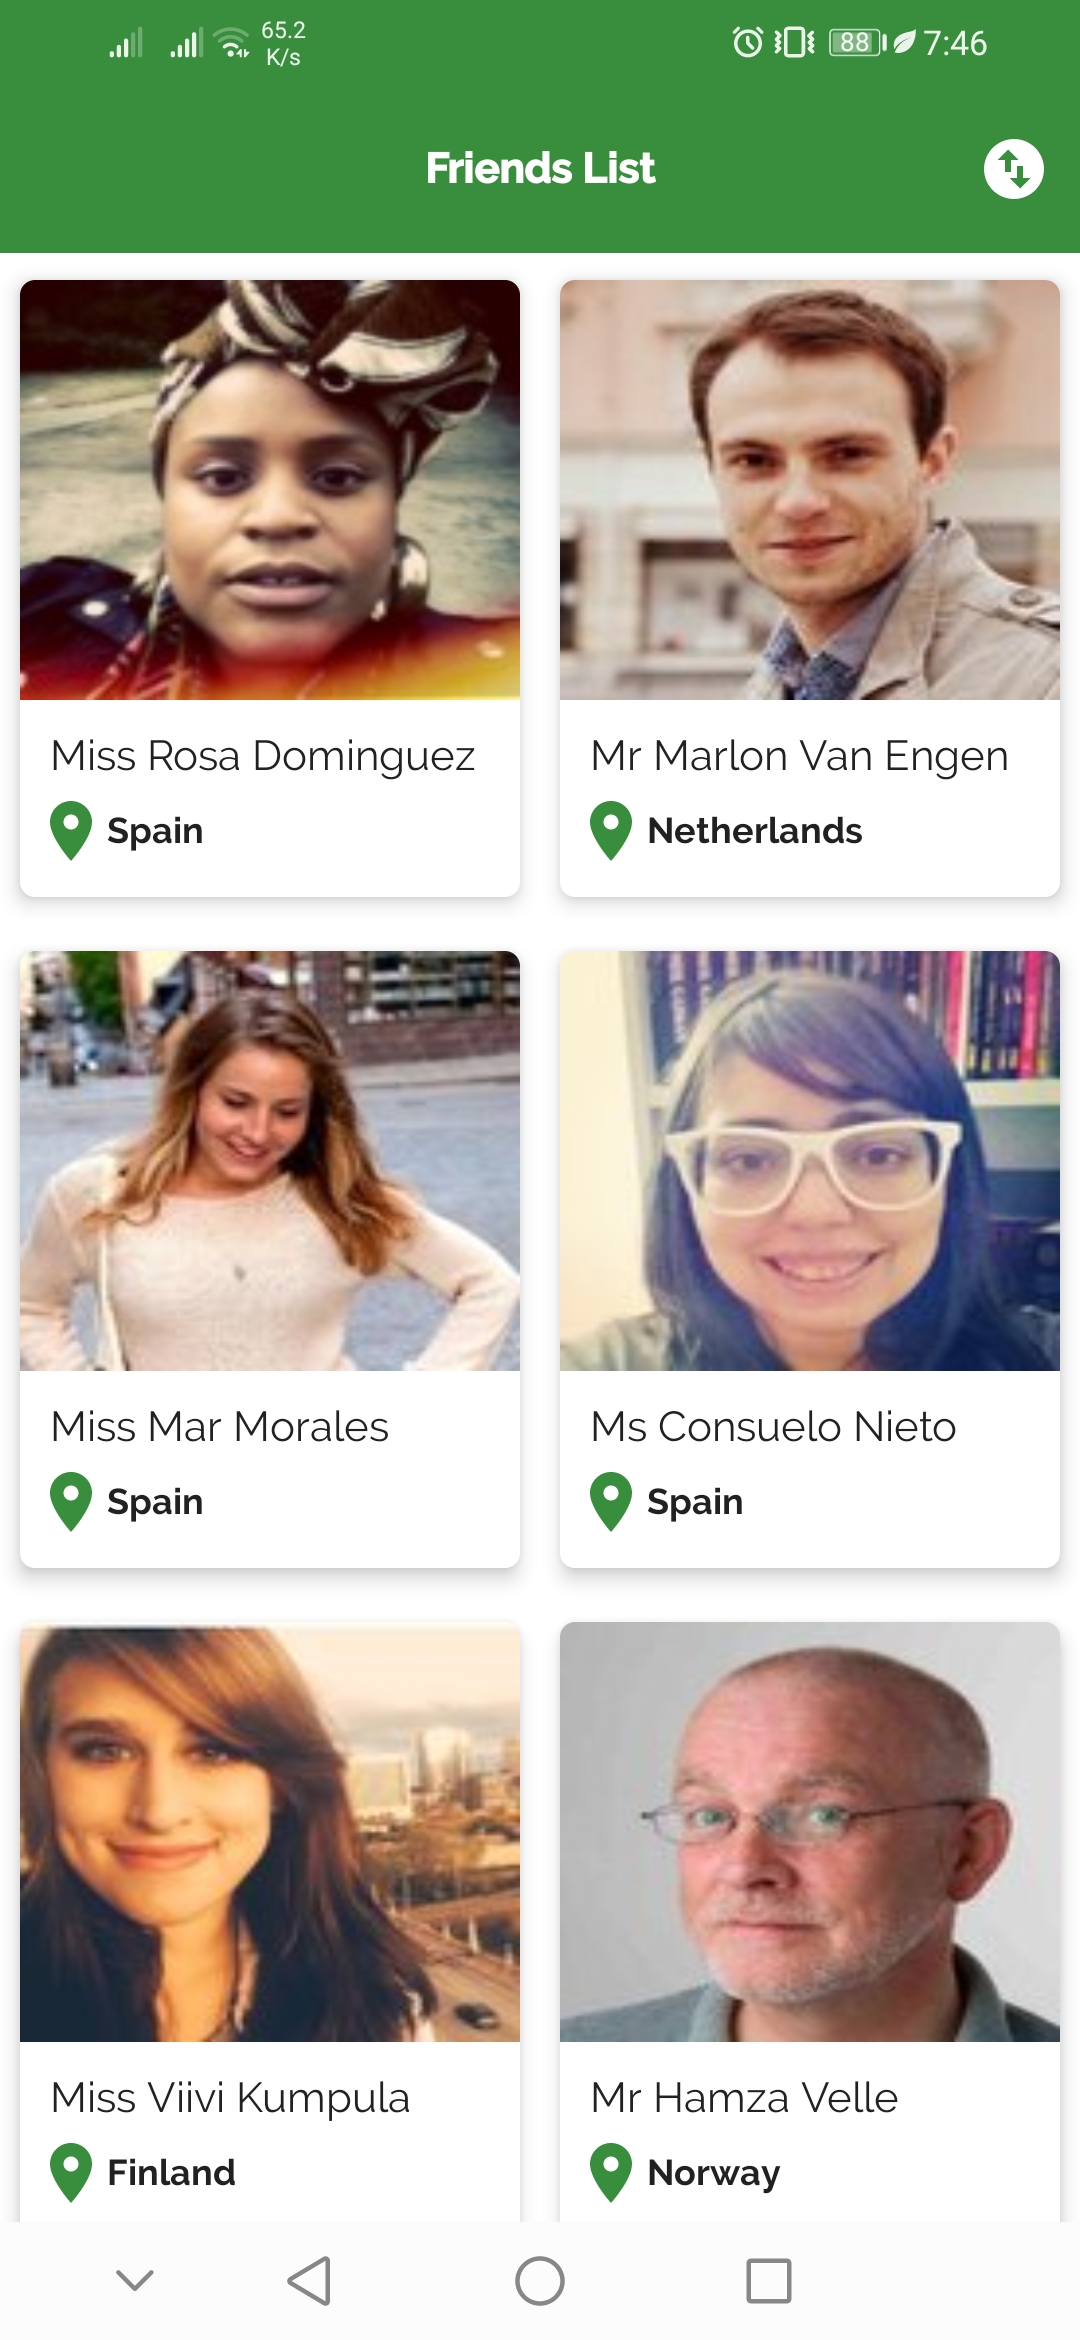 65.2
K/s
88
7:46
Friends List
Miss Rosa Dominguez
Spain
Mr Marlon Van Engen
Netherlands
Miss Mar Morales
Spain
Ms Consuelo Nieto
Spain
Miss Viivi Kumpula
Finland
Mr Hamza Velle
Norway